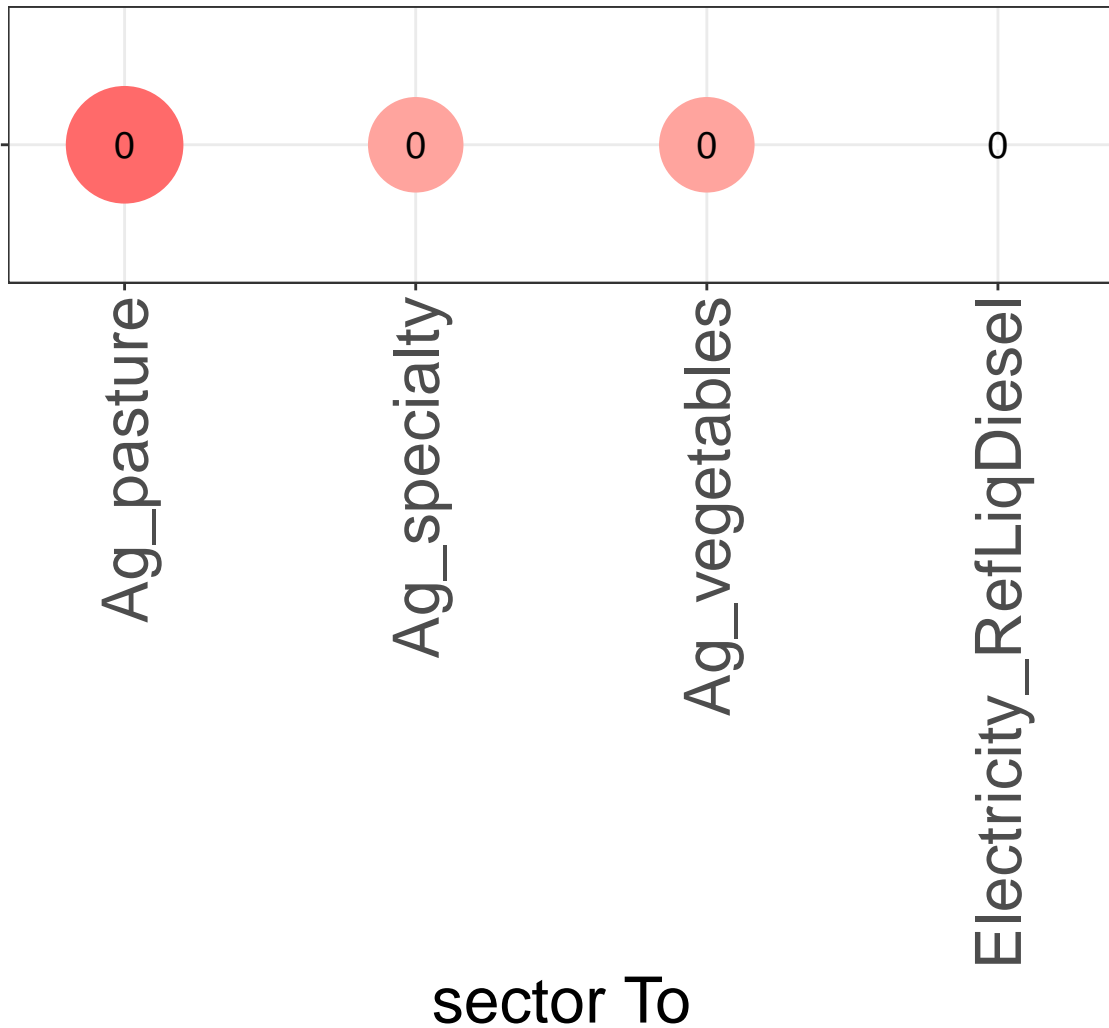 0 0 0 0
Ag_pasture
Ag_specialty
Ag_vegetables
Electricity_RefLiqDiesel
sector To